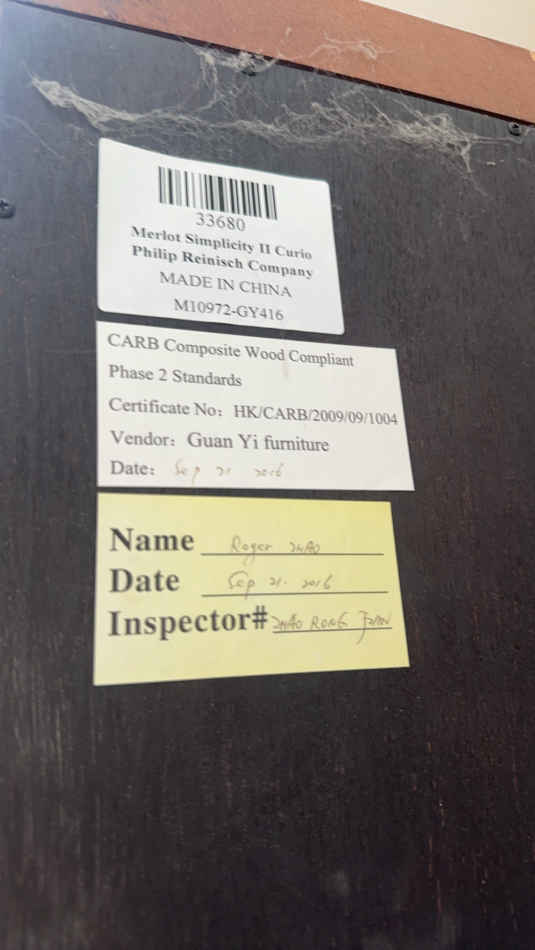 33680
Merlot Simplicity II Curio
Philip Reinisch Company
MADE IN CHINA
M10972-GY416
CARB Composite Wood Compliant
Phase 2 Standards
Certificate No: HK/CARB/2009/09/1004
Vendor: Guan Yi furniture
Date: Sep 21 2016
Name Roger ZHAO
Date Sep 21. 2016
Inspector# ZHAO RONG